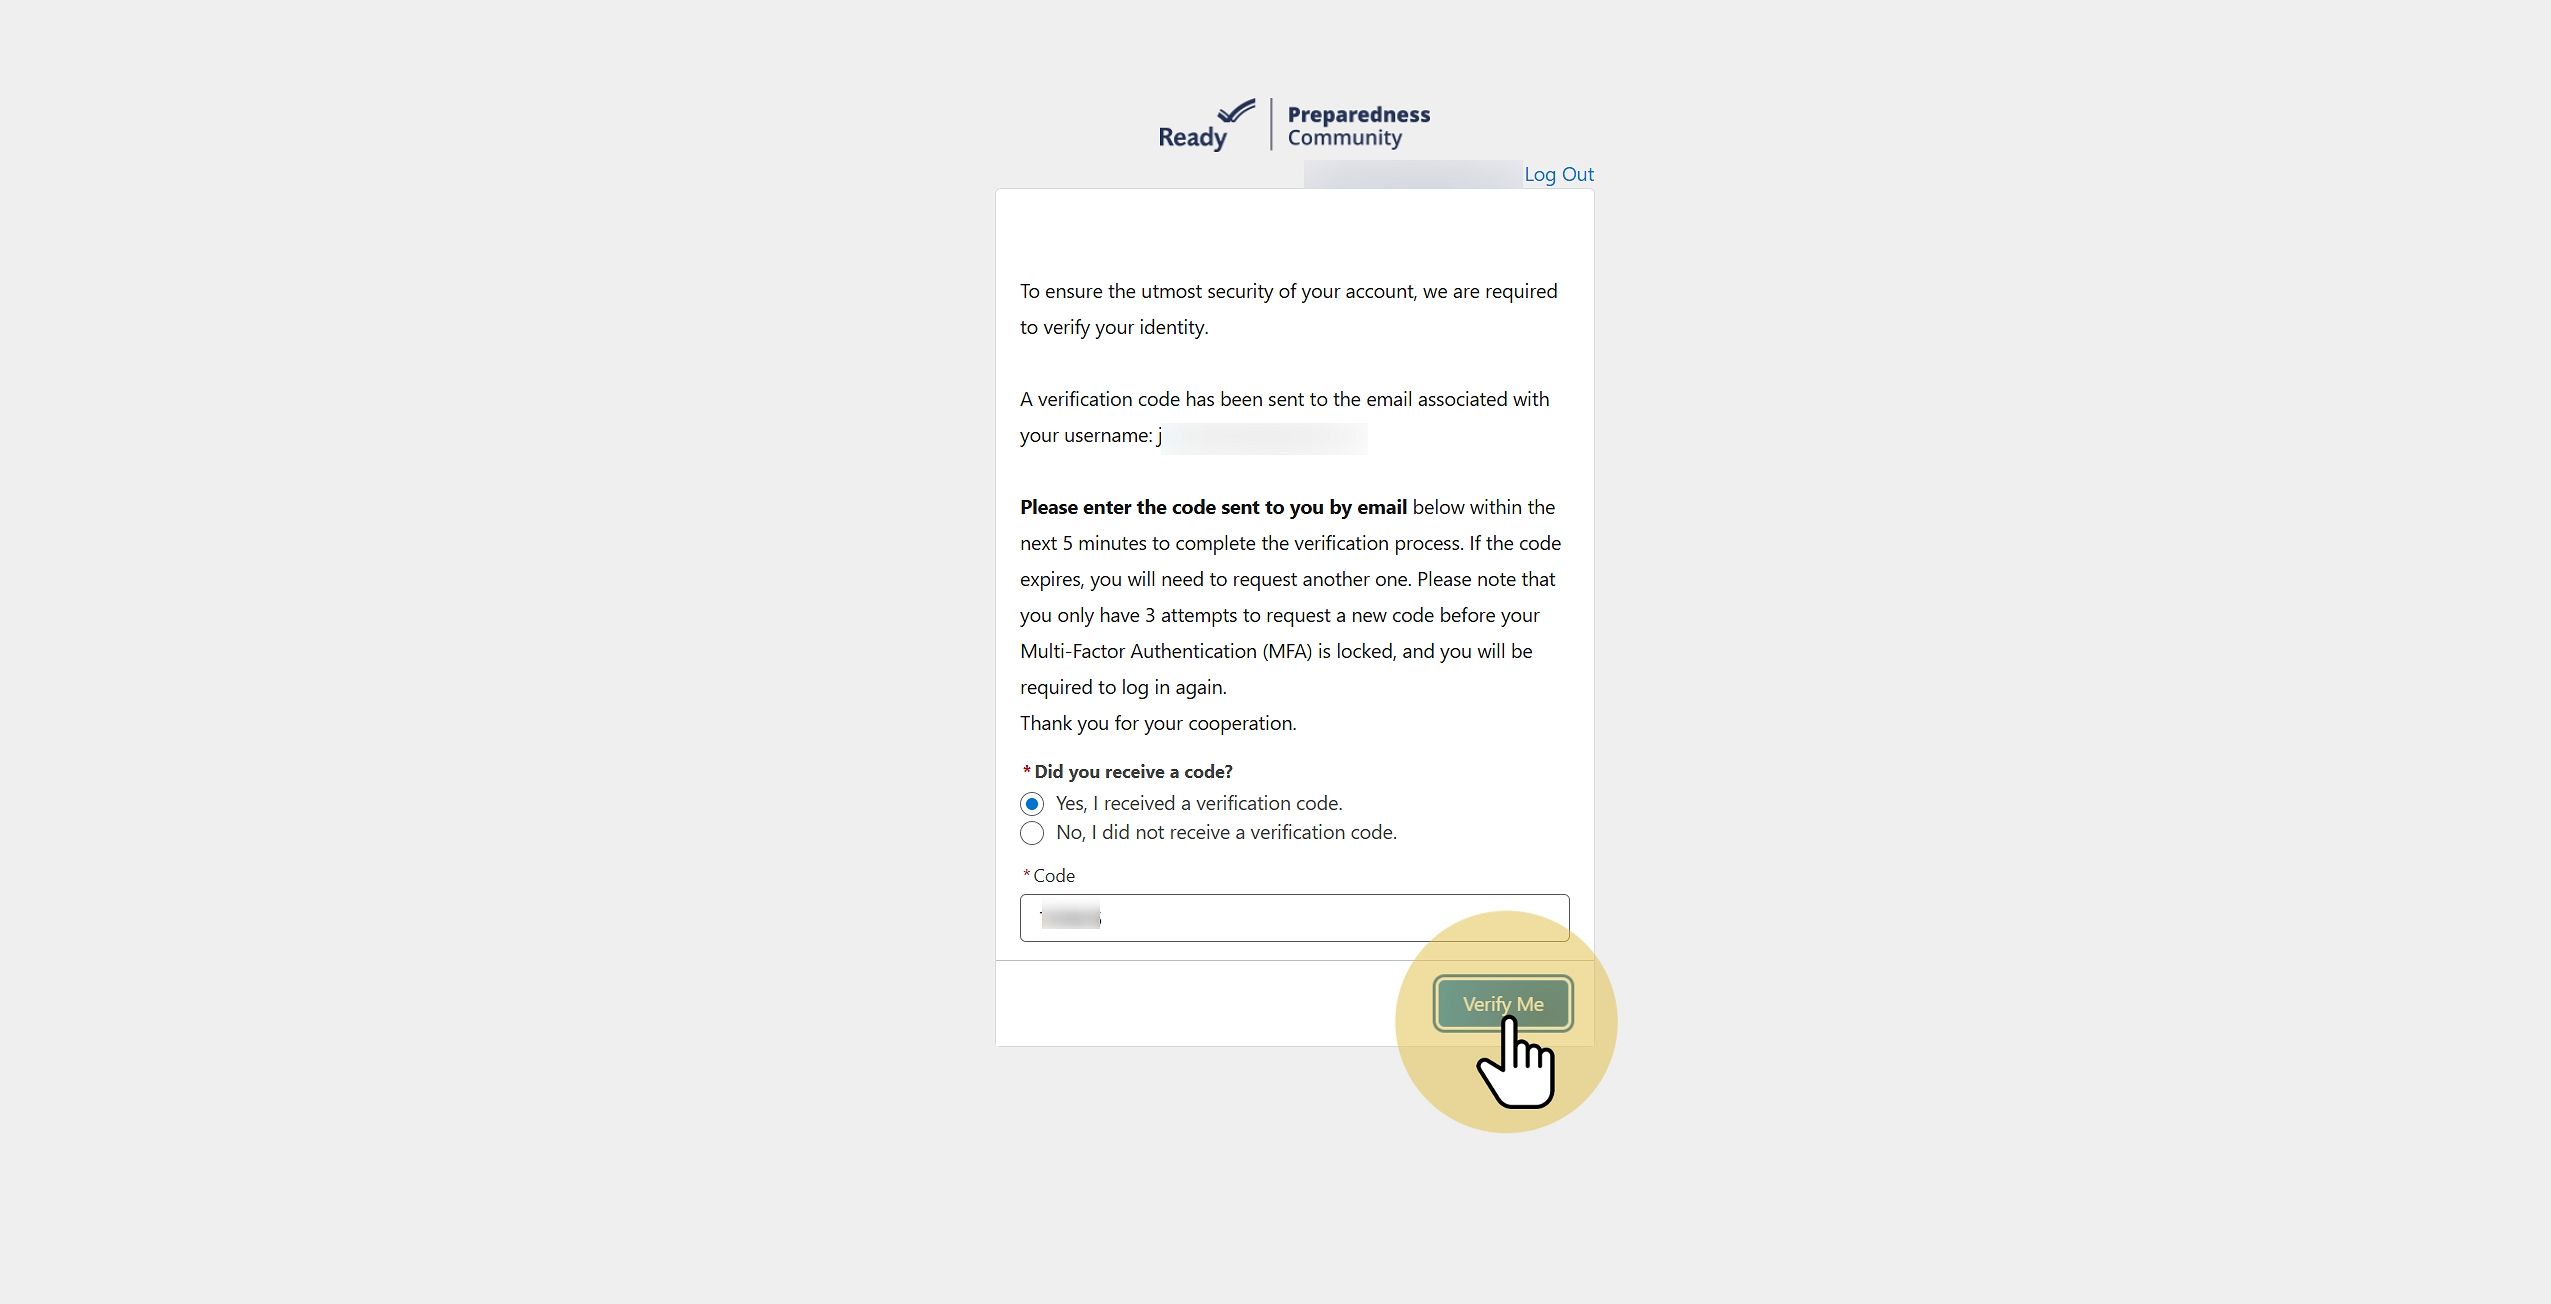 Ready
Preparedness
Community
Log Out
To ensure the utmost security of your account, we are required
to verify your identity.
A verification code has been sent to the email associated with
your username: j
Please enter the code sent to you by email below within the
next 5 minutes to complete the verification process. If the code
expires, you will need to request another one. Please note that
you only have 3 attempts to request a new code before your
Multi-Factor Authentication (MFA) is locked, and you will be
required to log in again.
Thank you for your cooperation.
*Did you receive a code?
Yes, I received a verification code.
No, I did not receive a verification code.
*Code
Verify Me